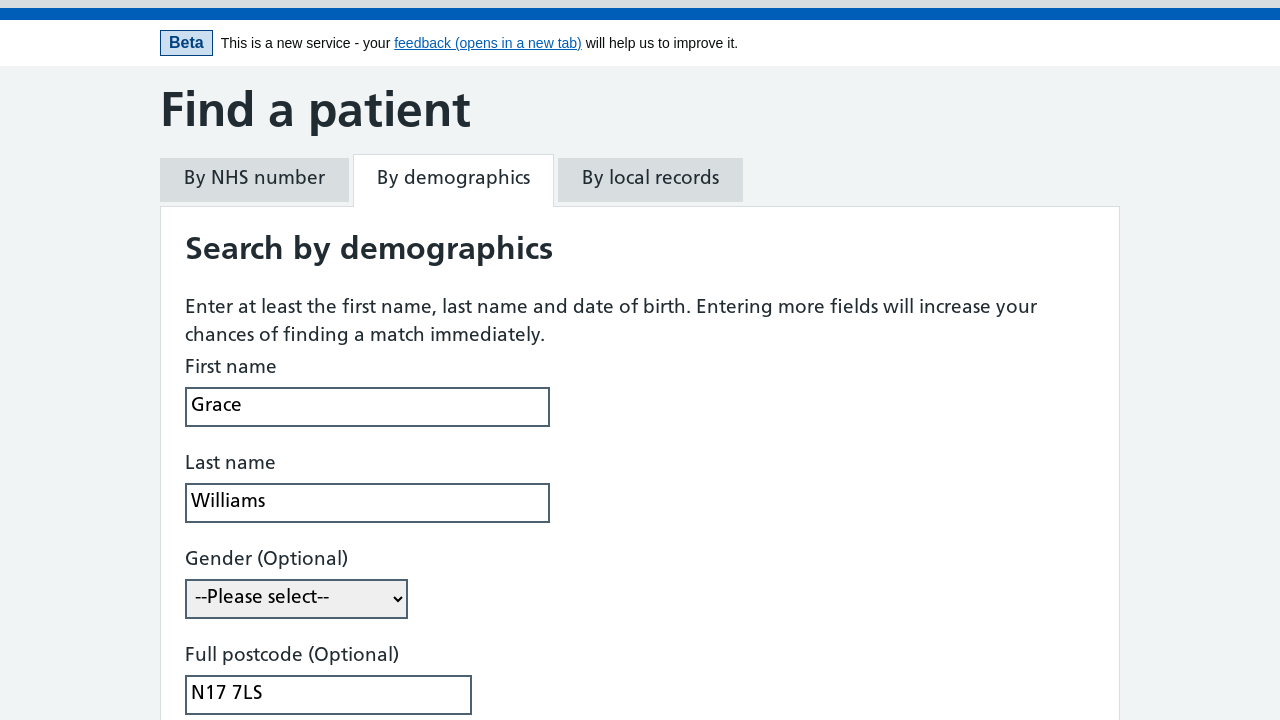 Beta This is a new service - your feedback (opens in a new tab) will help us to improve it.
Find a patient
By NHS number By demographics By local records
Search by demographics
Enter at least the first name, last name and date of birth. Entering more fields will increase your
chances of finding a match immediately.
First name
Grace
Last name
Williams
Gender (Optional)
--Please select--
Full postcode (Optional)
N17 7LS